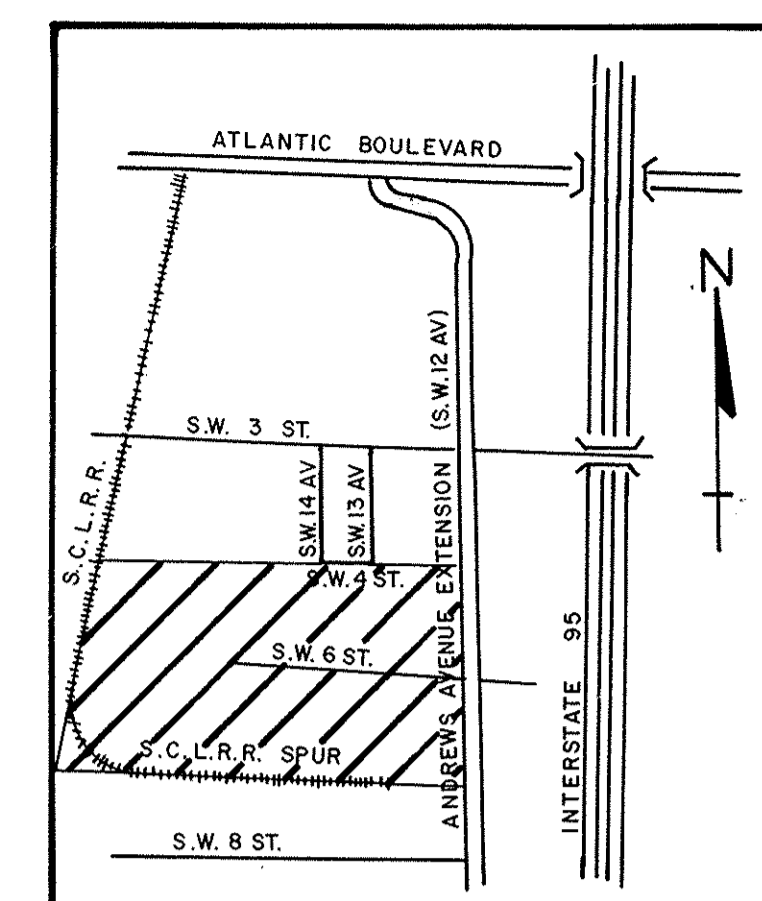 ATLANTIC BOULEVARD
N
(S.W.12 AV)
S.W. 3 ST.
S.C.L.R.R.
S.W.14 AV
S.W.13 AV
ANDREWS AVENUE EXTENSION
S.W.4 ST.
S.W. 6 ST.
INTERSTATE 95
S.C.L.R.R. SPUR
S.W. 8 ST.